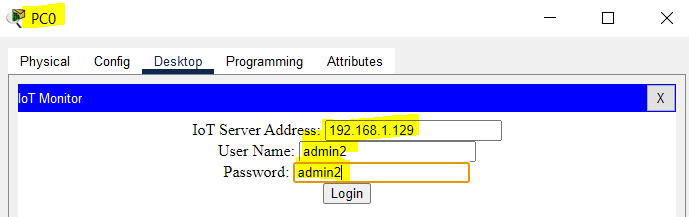 PC0
Physical Config Desktop Programming Attributes
IoT Monitor X
IoT Server Address: 192.168.1.129
User Name: admin2
Password: admin2
Login